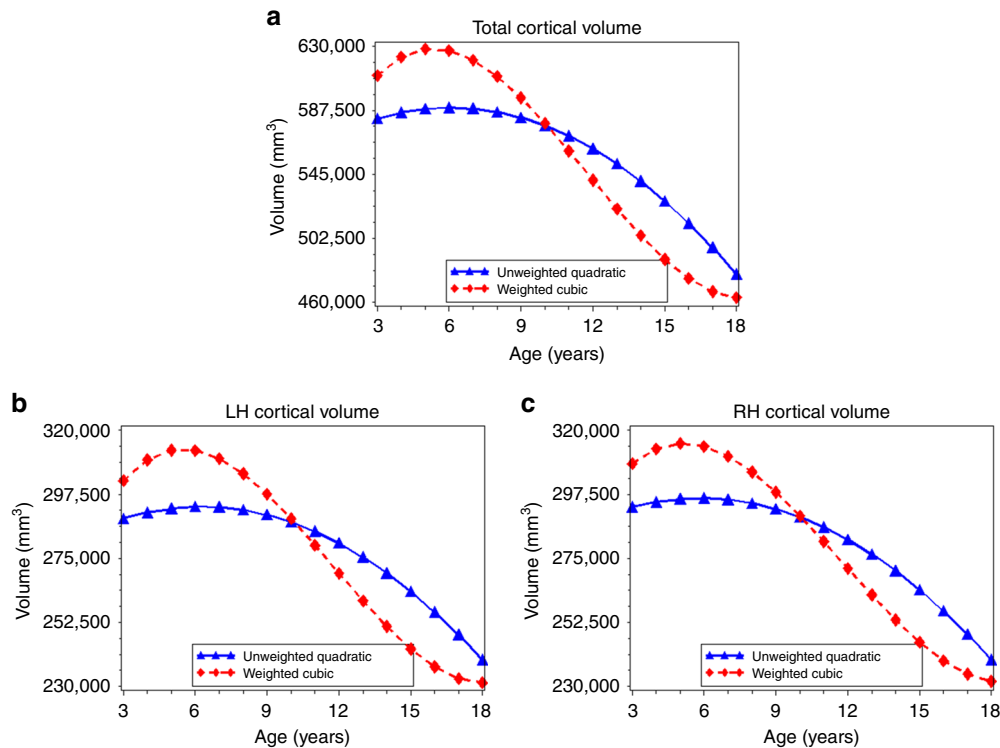 a
Total cortical volume
630,000
587,500
545,000
502,500
460,000
Volume (mm³)
Unweighted quadratic
Weighted cubic
3 6 9 12 15 18
Age (years)
b
LH cortical volume
320,000
297,500
275,000
252,500
230,000
Volume (mm³)
Unweighted quadratic
Weighted cubic
3 6 9 12 15 18
Age (years)
c
RH cortical volume
320,000
297,500
275,000
252,500
230,000
Volume (mm³)
Unweighted quadratic
Weighted cubic
3 6 9 12 15 18
Age (years)